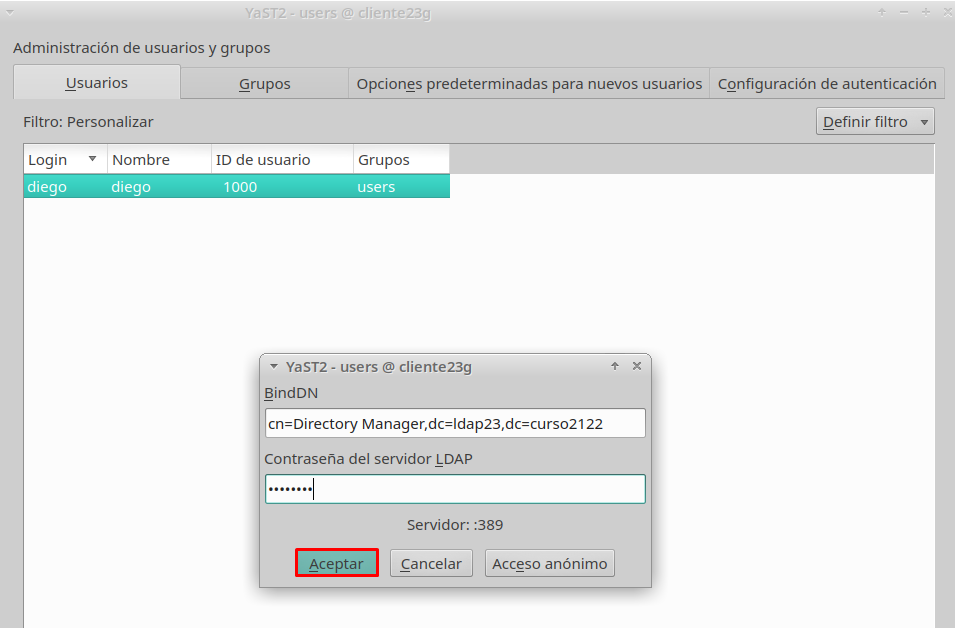 YaST2 - users @ cliente23g
Administración de usuarios y grupos
Usuarios Grupos Opciones predeterminadas para nuevos usuarios Configuración de autenticación
Filtro: Personalizar Definir filtro
Login Nombre ID de usuario Grupos
diego diego 1000 users
YaST2 - users @ cliente23g
BindDN
cn=Directory Manager,dc=ldap23,dc=curso2122
Contraseña del servidor LDAP
••••••••
Servidor: :389
Aceptar Cancelar Acceso anónimo